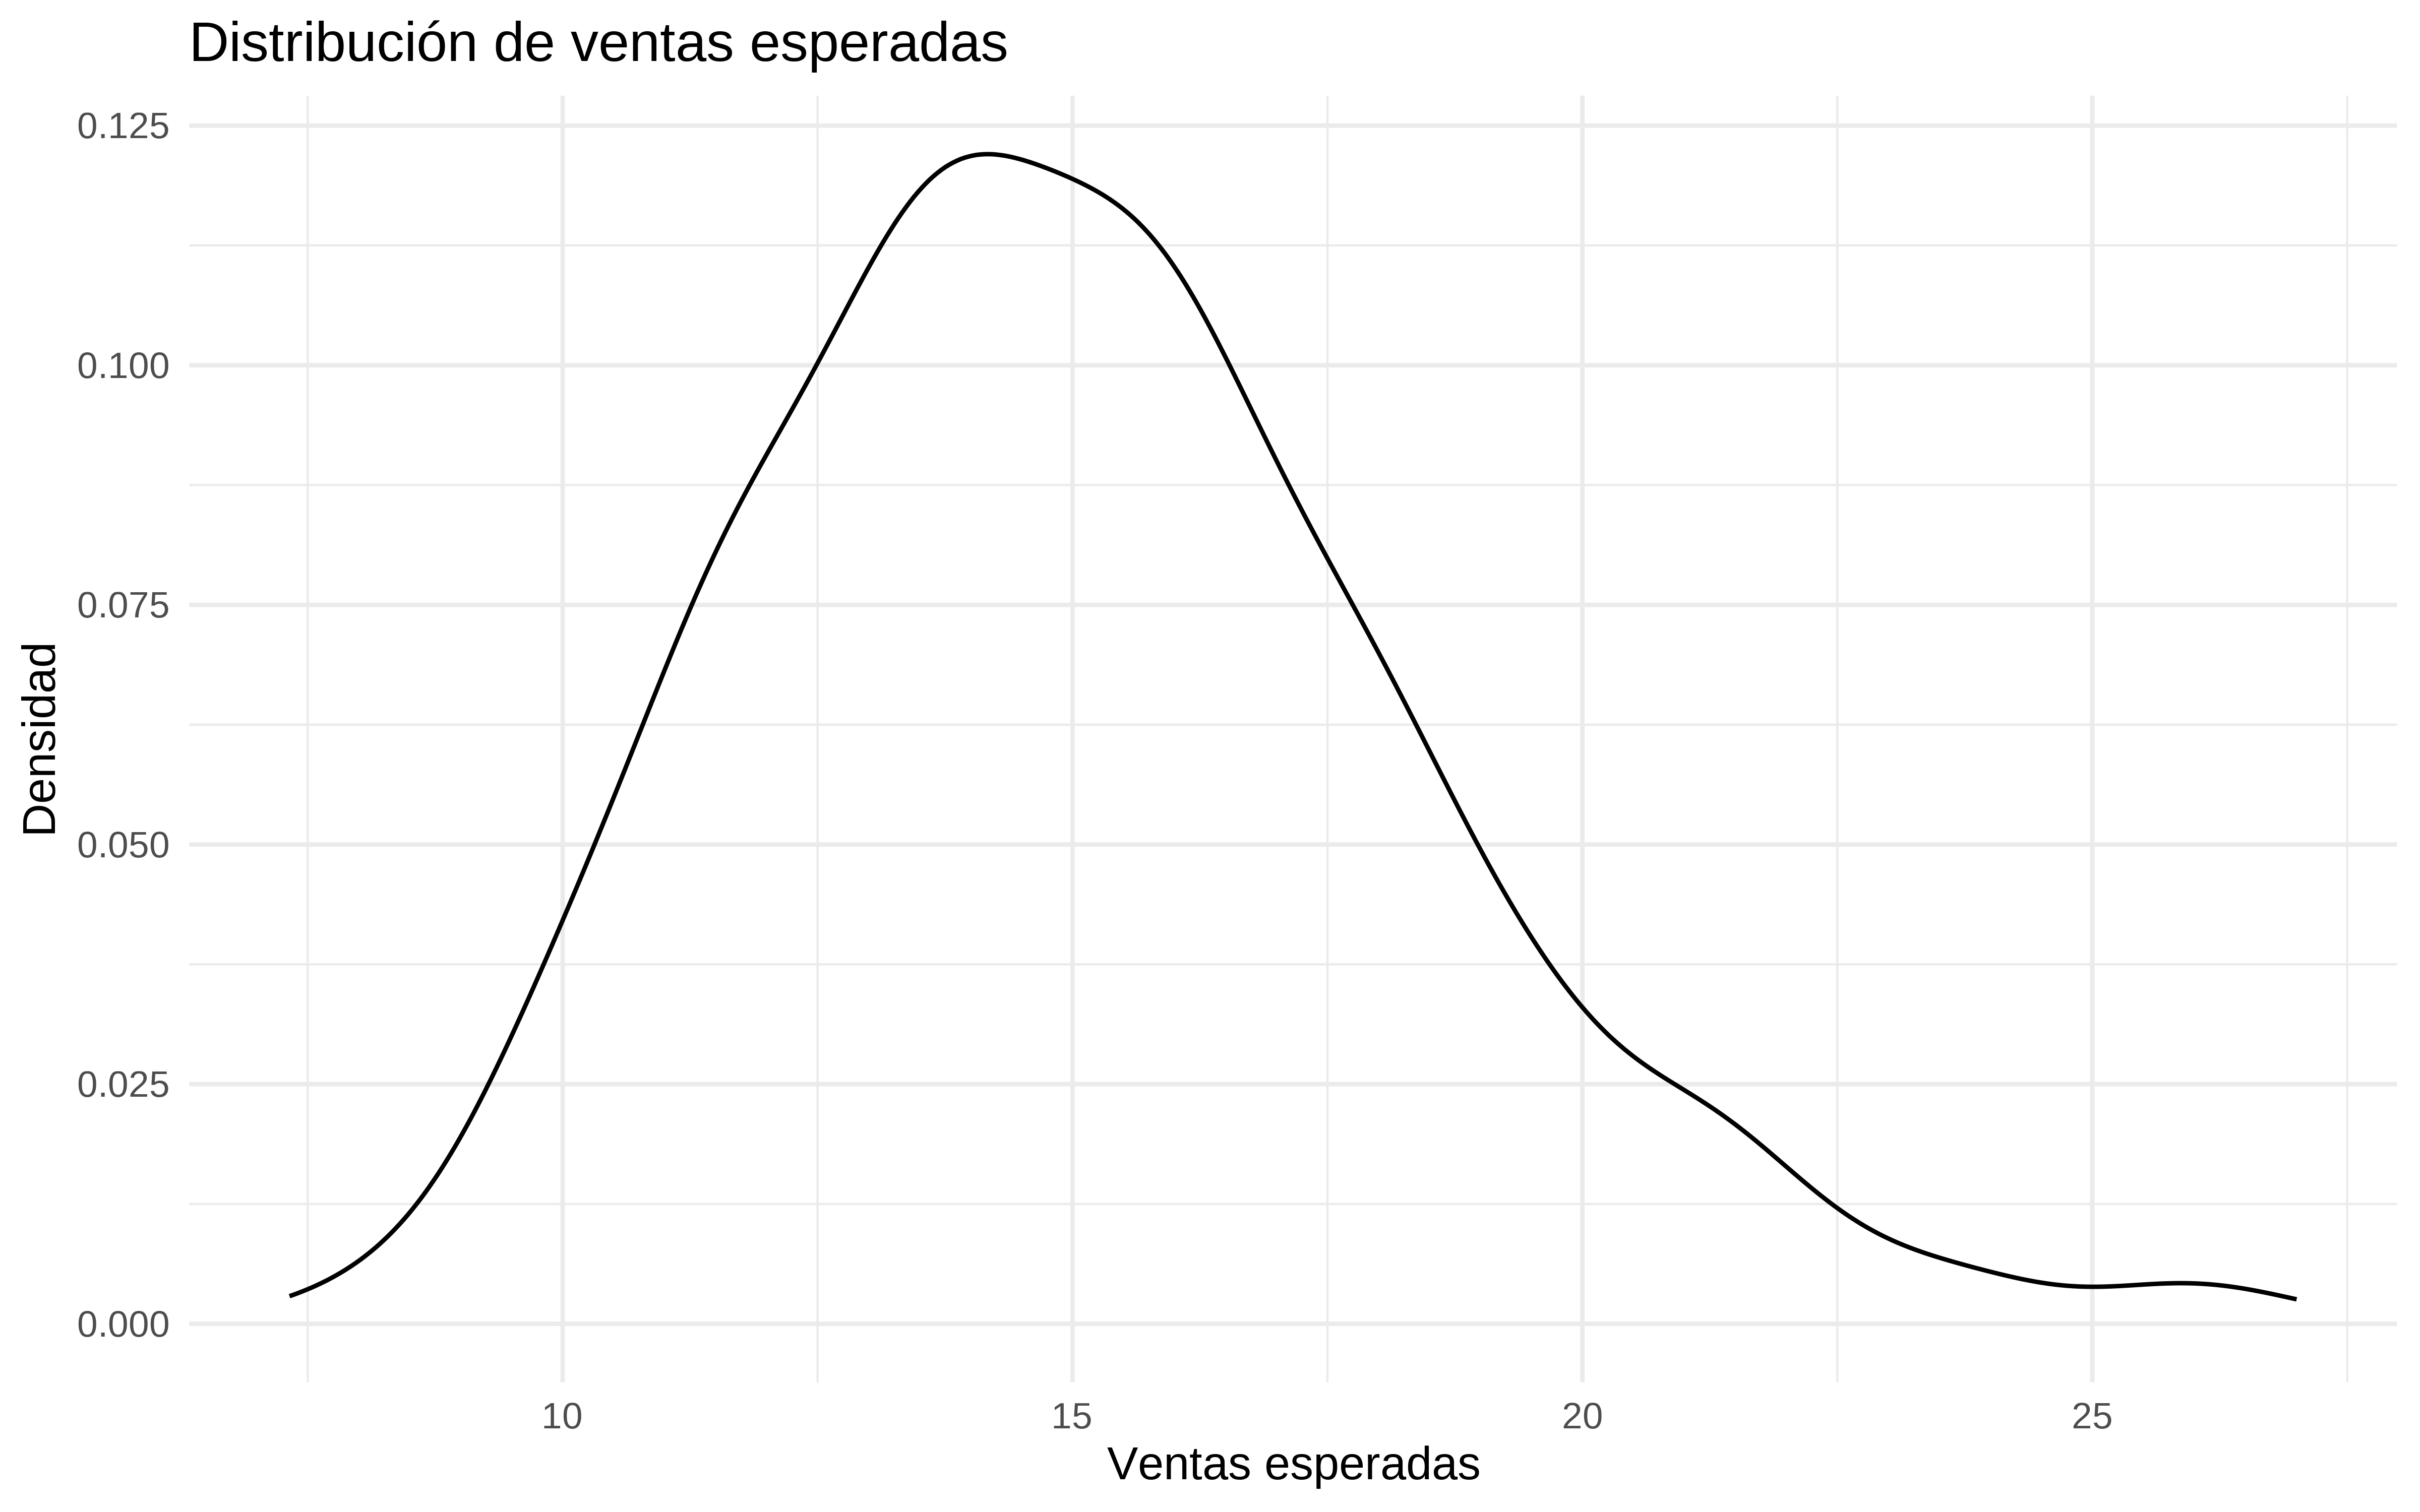 Distribución de ventas esperadas
0.125
0.100
0.075
0.050
0.025
0.000
Densidad
10 15 20 25
Ventas esperadas